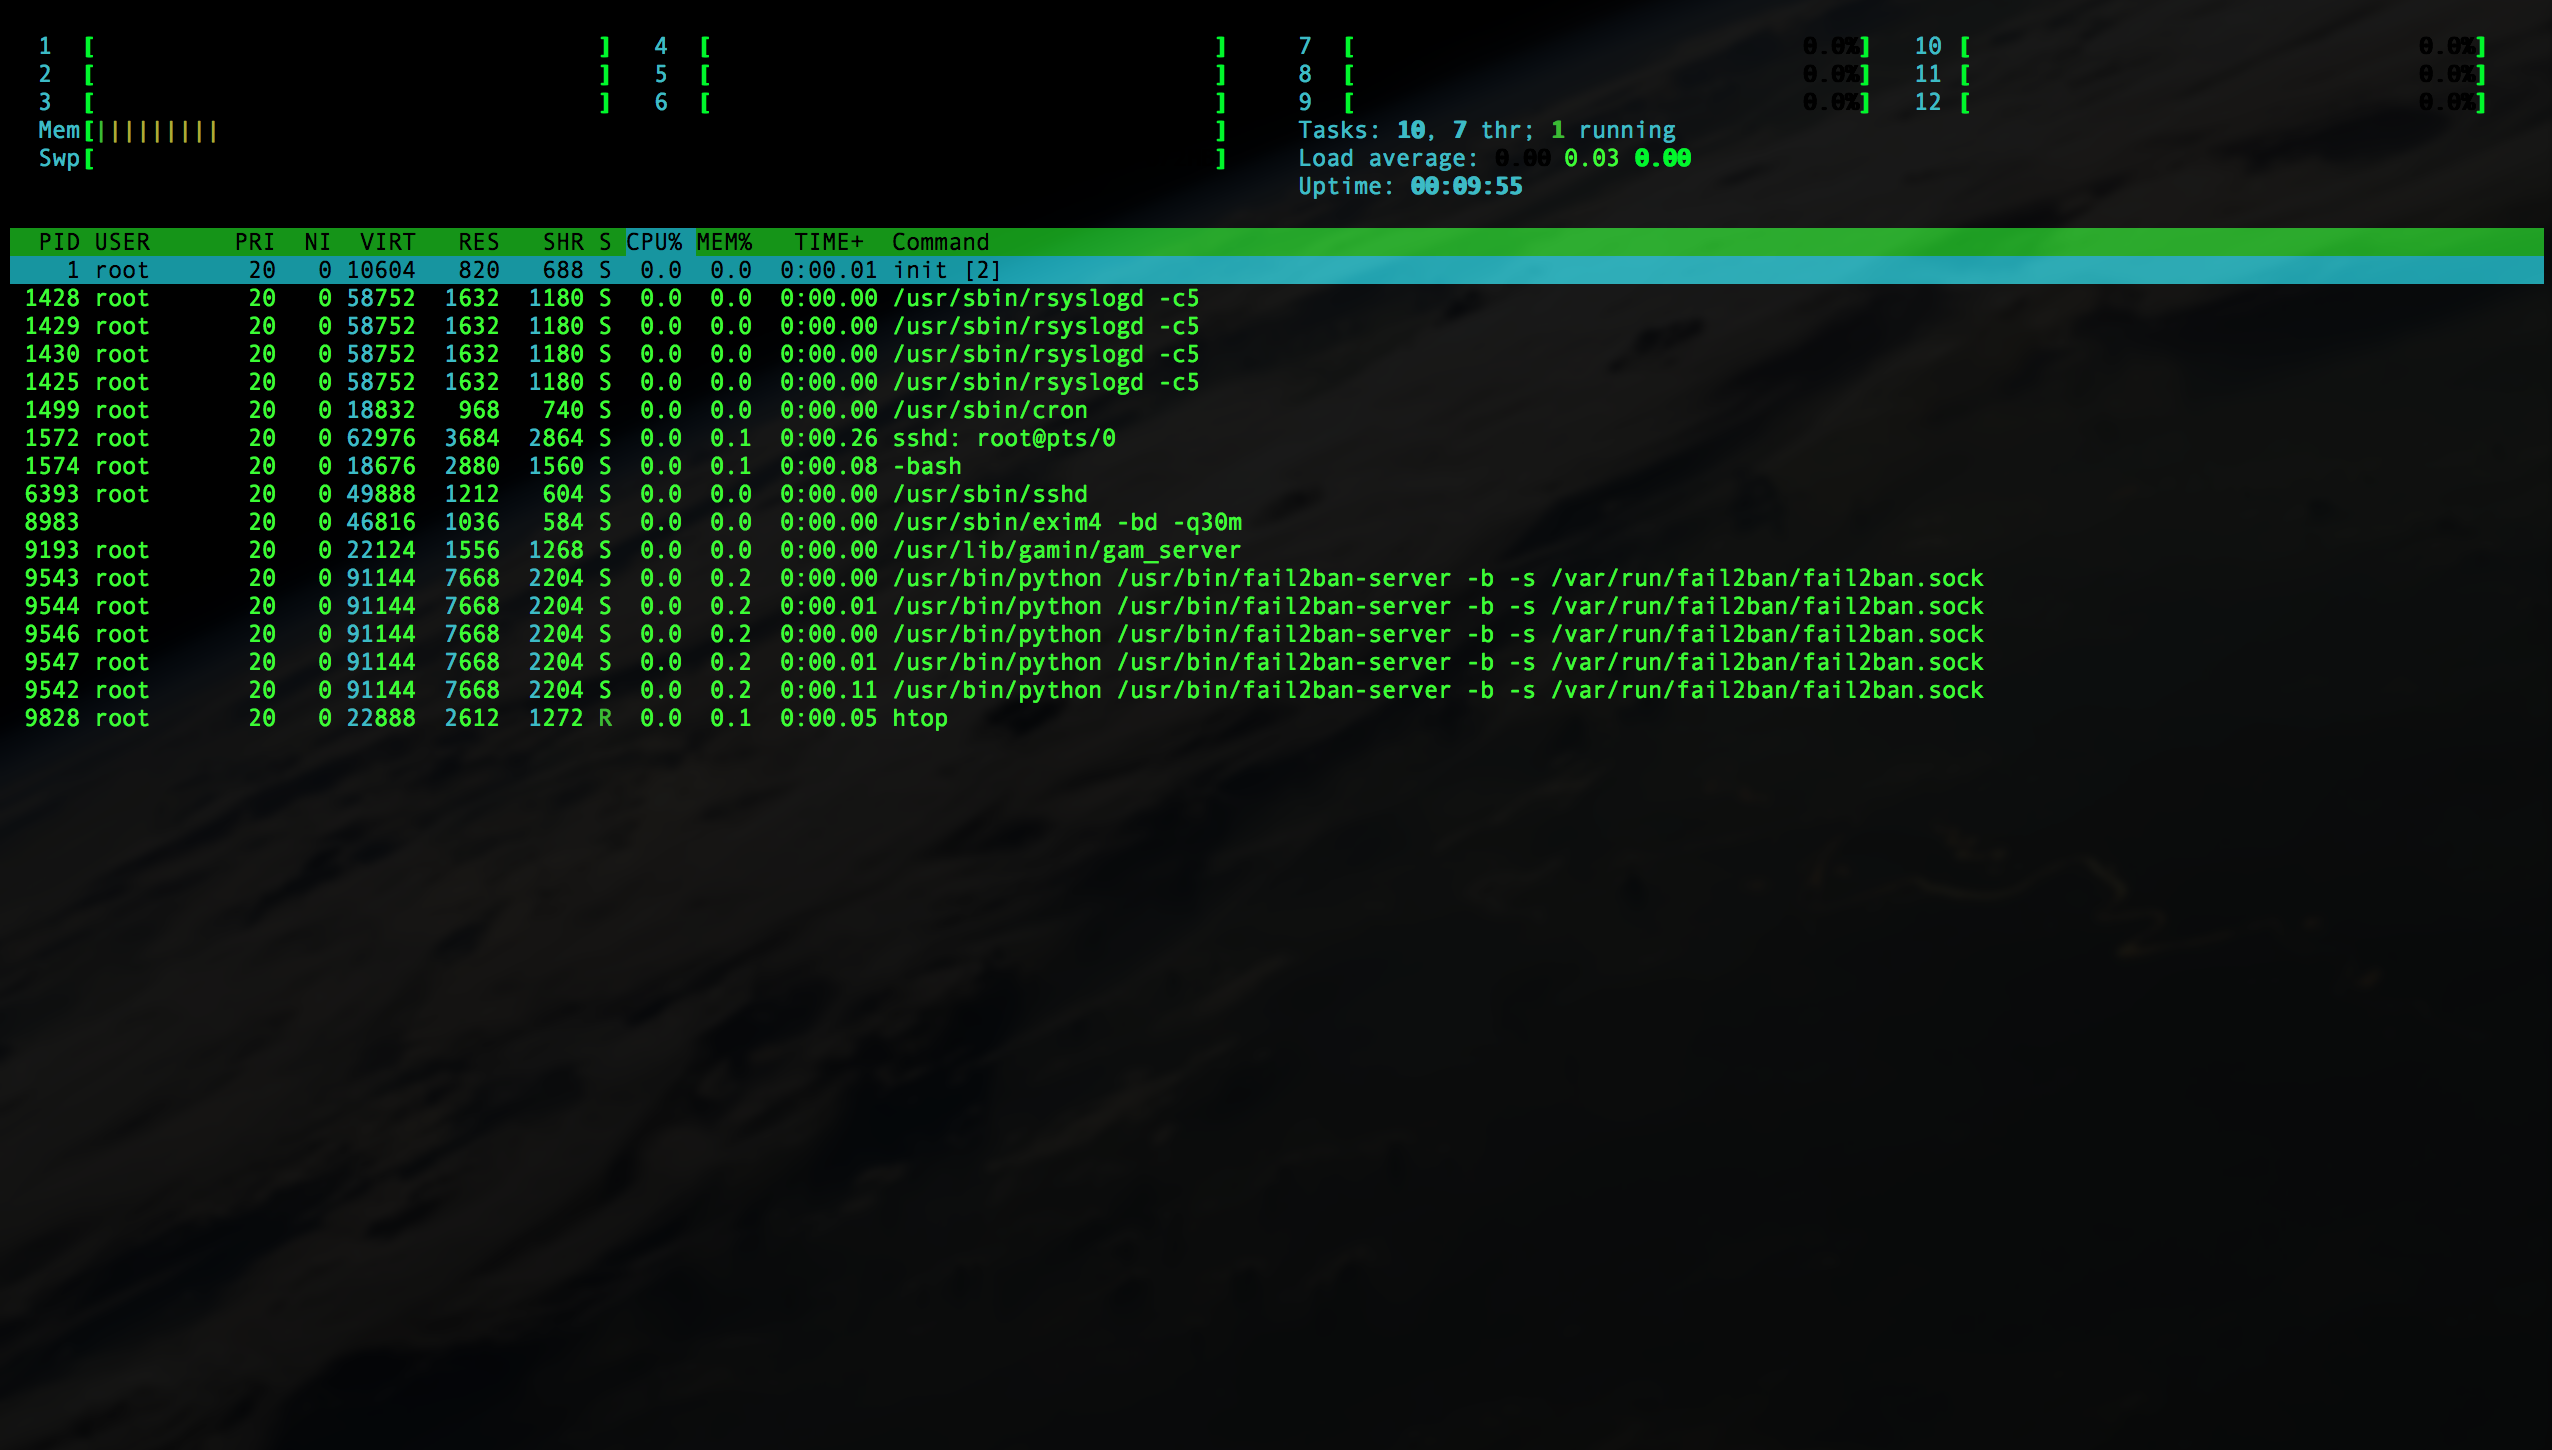 1 [ ] 4 [ ] 7 [ 0.0%] 10 [ 0.0%]
2 [ ] 5 [ ] 8 [ 0.0%] 11 [ 0.0%]
3 [ ] 6 [ ] 9 [ 0.0%] 12 [ 0.0%]
Mem[||||||||| ] Tasks: 10, 7 thr; 1 running
Swp[ ] Load average: 0.00 0.03 0.00
Uptime: 00:09:55
PID USER PRI NI VIRT RES SHR S CPU% MEM% TIME+ Command
1 root 20 0 10604 820 688 S 0.0 0.0 0:00.01 init [2]
1428 root 20 0 58752 1632 1180 S 0.0 0.0 0:00.00 /usr/sbin/rsyslogd -c5
1429 root 20 0 58752 1632 1180 S 0.0 0.0 0:00.00 /usr/sbin/rsyslogd -c5
1430 root 20 0 58752 1632 1180 S 0.0 0.0 0:00.00 /usr/sbin/rsyslogd -c5
1425 root 20 0 58752 1632 1180 S 0.0 0.0 0:00.00 /usr/sbin/rsyslogd -c5
1499 root 20 0 18832 968 740 S 0.0 0.0 0:00.00 /usr/sbin/cron
1572 root 20 0 62976 3684 2864 S 0.0 0.1 0:00.26 sshd: root@pts/0
1574 root 20 0 18676 2880 1560 S 0.0 0.1 0:00.08 -bash
6393 root 20 0 49888 1212 604 S 0.0 0.0 0:00.00 /usr/sbin/sshd
8983 20 0 46816 1036 584 S 0.0 0.0 0:00.00 /usr/sbin/exim4 -bd -q30m
9193 root 20 0 22124 1556 1268 S 0.0 0.0 0:00.00 /usr/lib/gamin/gam_server
9543 root 20 0 91144 7668 2204 S 0.0 0.2 0:00.00 /usr/bin/python /usr/bin/fail2ban-server -b -s /var/run/fail2ban/fail2ban.sock
9544 root 20 0 91144 7668 2204 S 0.0 0.2 0:00.01 /usr/bin/python /usr/bin/fail2ban-server -b -s /var/run/fail2ban/fail2ban.sock
9546 root 20 0 91144 7668 2204 S 0.0 0.2 0:00.00 /usr/bin/python /usr/bin/fail2ban-server -b -s /var/run/fail2ban/fail2ban.sock
9547 root 20 0 91144 7668 2204 S 0.0 0.2 0:00.01 /usr/bin/python /usr/bin/fail2ban-server -b -s /var/run/fail2ban/fail2ban.sock
9542 root 20 0 91144 7668 2204 S 0.0 0.2 0:00.11 /usr/bin/python /usr/bin/fail2ban-server -b -s /var/run/fail2ban/fail2ban.sock
9828 root 20 0 22888 2612 1272 R 0.0 0.1 0:00.05 htop